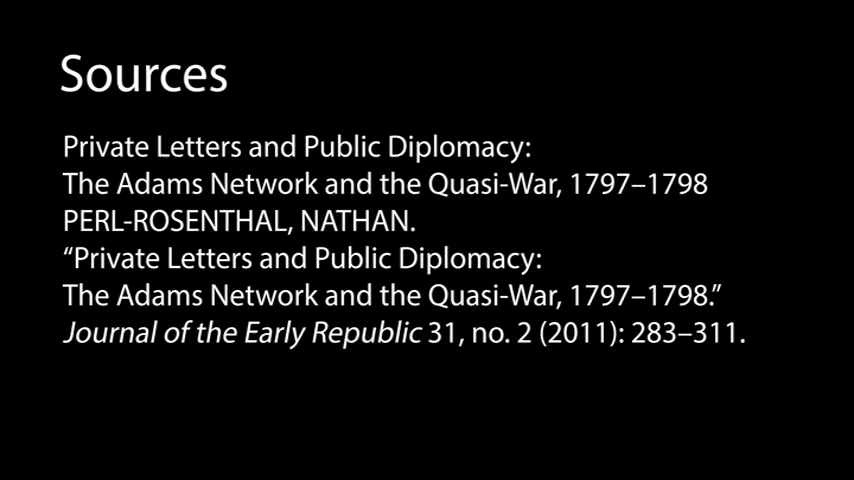 Sources
Private Letters and Public Diplomacy:
The Adams Network and the Quasi-War, 1797–1798
PERL-ROSENTHAL, NATHAN.
“Private Letters and Public Diplomacy:
The Adams Network and the Quasi-War, 1797–1798.”
Journal of the Early Republic 31, no. 2 (2011): 283–311.